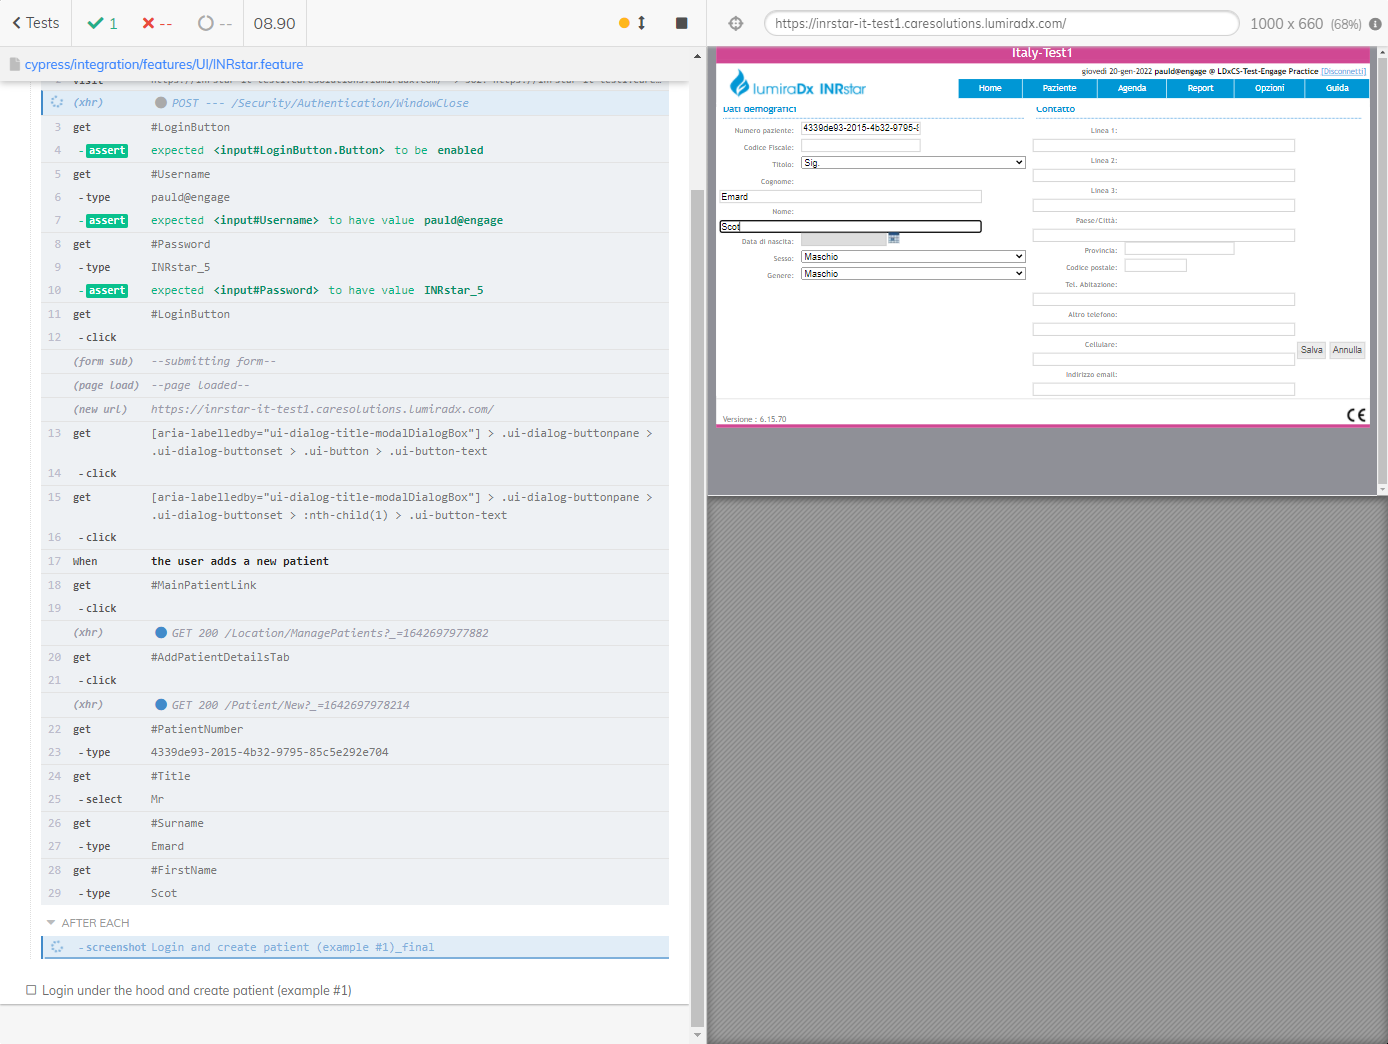 Tests
1
--
--
08.90
cypress/integration/features/UI/INRstar.feature
(xhr) POST --- /Security/Authentication/WindowClose
3 get #LoginButton
4 -assert expected <input#LoginButton.Button> to be enabled
5 get #Username
6 -type pauld@engage
7 -assert expected <input#Username> to have value pauld@engage
8 get #Password
9 -type INRstar_5
10 -assert expected <input#Password> to have value INRstar_5
11 get #LoginButton
12 -click
(form sub) --submitting form--
(page load) --page loaded--
(new url) https://inrstar-it-test1.caresolutions.lumiradx.com/
13 get [aria-labelledby="ui-dialog-title-modalDialogBox"] > .ui-dialog-buttonpane >
.ui-dialog-buttonset > .ui-button > .ui-button-text
14 -click
15 get [aria-labelledby="ui-dialog-title-modalDialogBox"] > .ui-dialog-buttonpane >
.ui-dialog-buttonset > :nth-child(1) > .ui-button-text
16 -click
17 When the user adds a new patient
18 get #MainPatientLink
19 -click
(xhr) GET 200 /Location/ManagePatients?_=1642697977882
20 get #AddPatientDetailsTab
21 -click
(xhr) GET 200 /Patient/New?_=1642697978214
22 get #PatientNumber
23 -type 4339de93-2015-4b32-9795-85c5e292e704
24 get #Title
25 -select Mr
26 get #Surname
27 -type Emard
28 get #FirstName
29 -type Scot
AFTER EACH
-screenshot Login and create patient (example #1)_final
Login under the hood and create patient (example #1)
https://inrstar-it-test1.caresolutions.lumiradx.com/
1000 x 660 (68%)
Italy-Test1
giovedì 20-gen-2022 pauld@engage @ LDxCS-Test-Engage Practice [Disconnetti]
lumiraDx INRstar
Home Paziente Agenda Report Opzioni Guida
Dati demografici
Numero paziente: 4339de93-2015-4b32-9795-8
Codice Fiscale:
Titolo: Sig.
Cognome:
Emard
Nome:
Scot
Data di nascita:
Sesso: Maschio
Genere: Maschio
Contatto
Linea 1:
Linea 2:
Linea 3:
Paese/Città:
Provincia:
Codice postale:
Tel. Abitazione:
Altro telefono:
Cellulare:
Indirizzo email:
Salva Annulla
Versione : 6.15.70
CE